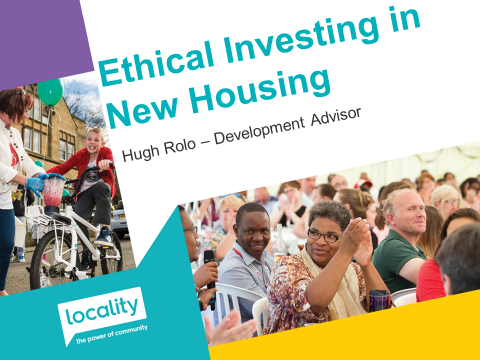 Ethical Investing in
New Housing
Hugh Rolo – Development Advisor
locality
the power of community